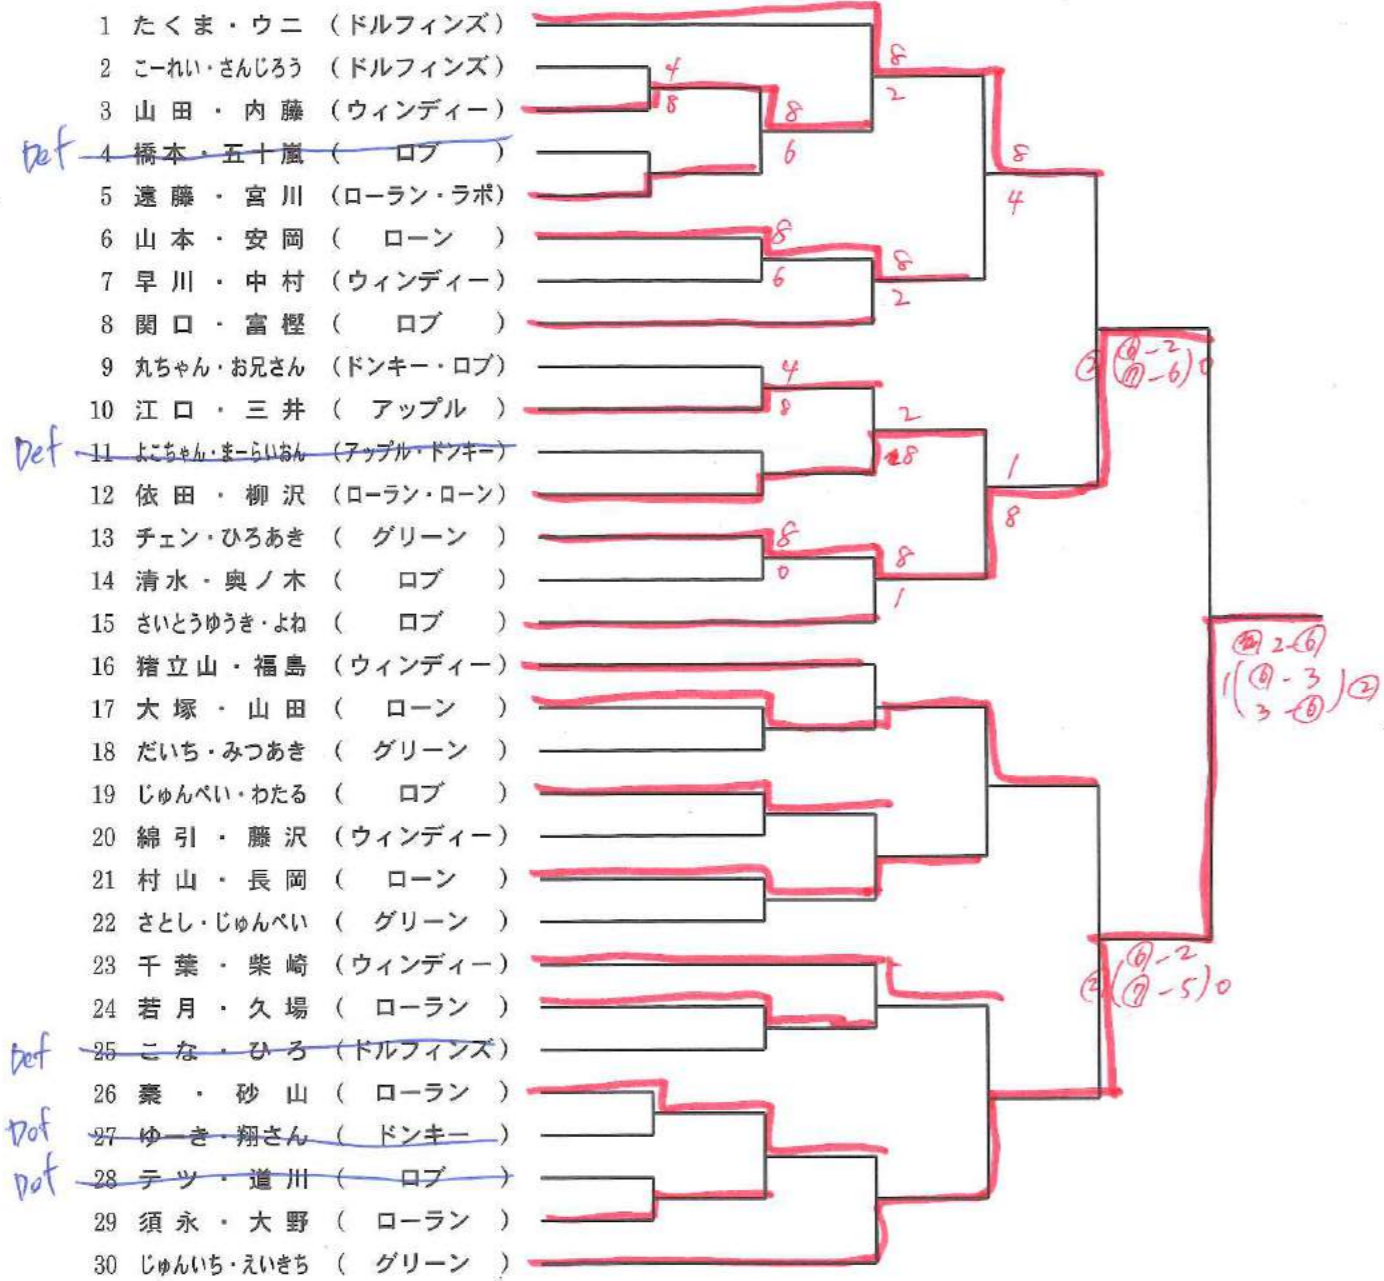 1 たくま・ウニ (ドルフィンズ)
2 こーれい・さんじろう (ドルフィンズ)
3 山田・内藤 (ウィンディー)
Def 4 橋本・五十嵐 (ロブ)
5 遠藤・宮川 (ローラン・ラポ)
6 山本・安岡 (ローン)
7 早川・中村 (ウィンディー)
8 関口・富樫 (ロブ)
9 丸ちゃん・お兄さん (ドンキー・ロブ)
10 江口・三井 (アップル)
Def 11 よこちゃん・まーらいおん (アップル・ドンキー)
12 依田・柳沢 (ローラン・ローン)
13 チェン・ひろあき (グリーン)
14 清水・奥ノ木 (ロブ)
15 さいとうゆうき・よね (ロブ)
16 猪立山・福島 (ウィンディー)
17 大塚・山田 (ローン)
18 だいち・みつあき (グリーン)
19 じゅんぺい・わたる (ロブ)
20 綿引・藤沢 (ウィンディー)
21 村山・長岡 (ローン)
22 さとし・じゅんぺい (グリーン)
23 千葉・柴崎 (ウィンディー)
24 若月・久場 (ローラン)
Def 25 こな・ひろ (ドルフィンズ)
26 秦・砂山 (ローラン)
Def 27 ゆーき・翔さん (ドンキー)
Def 28 テツ・道川 (ロブ)
29 須永・大野 (ローラン)
30 じゅんいち・えいきち (グリーン)
4
8
8
6
8
2
8
6
8
2
8
4
4
8
2
8
8
0
8
1
1
8
② (⑥-2
⑦-6) 0
2-⑥
1 (⑥-3
3-⑥) ②
② (⑥-2
⑦-5) 0